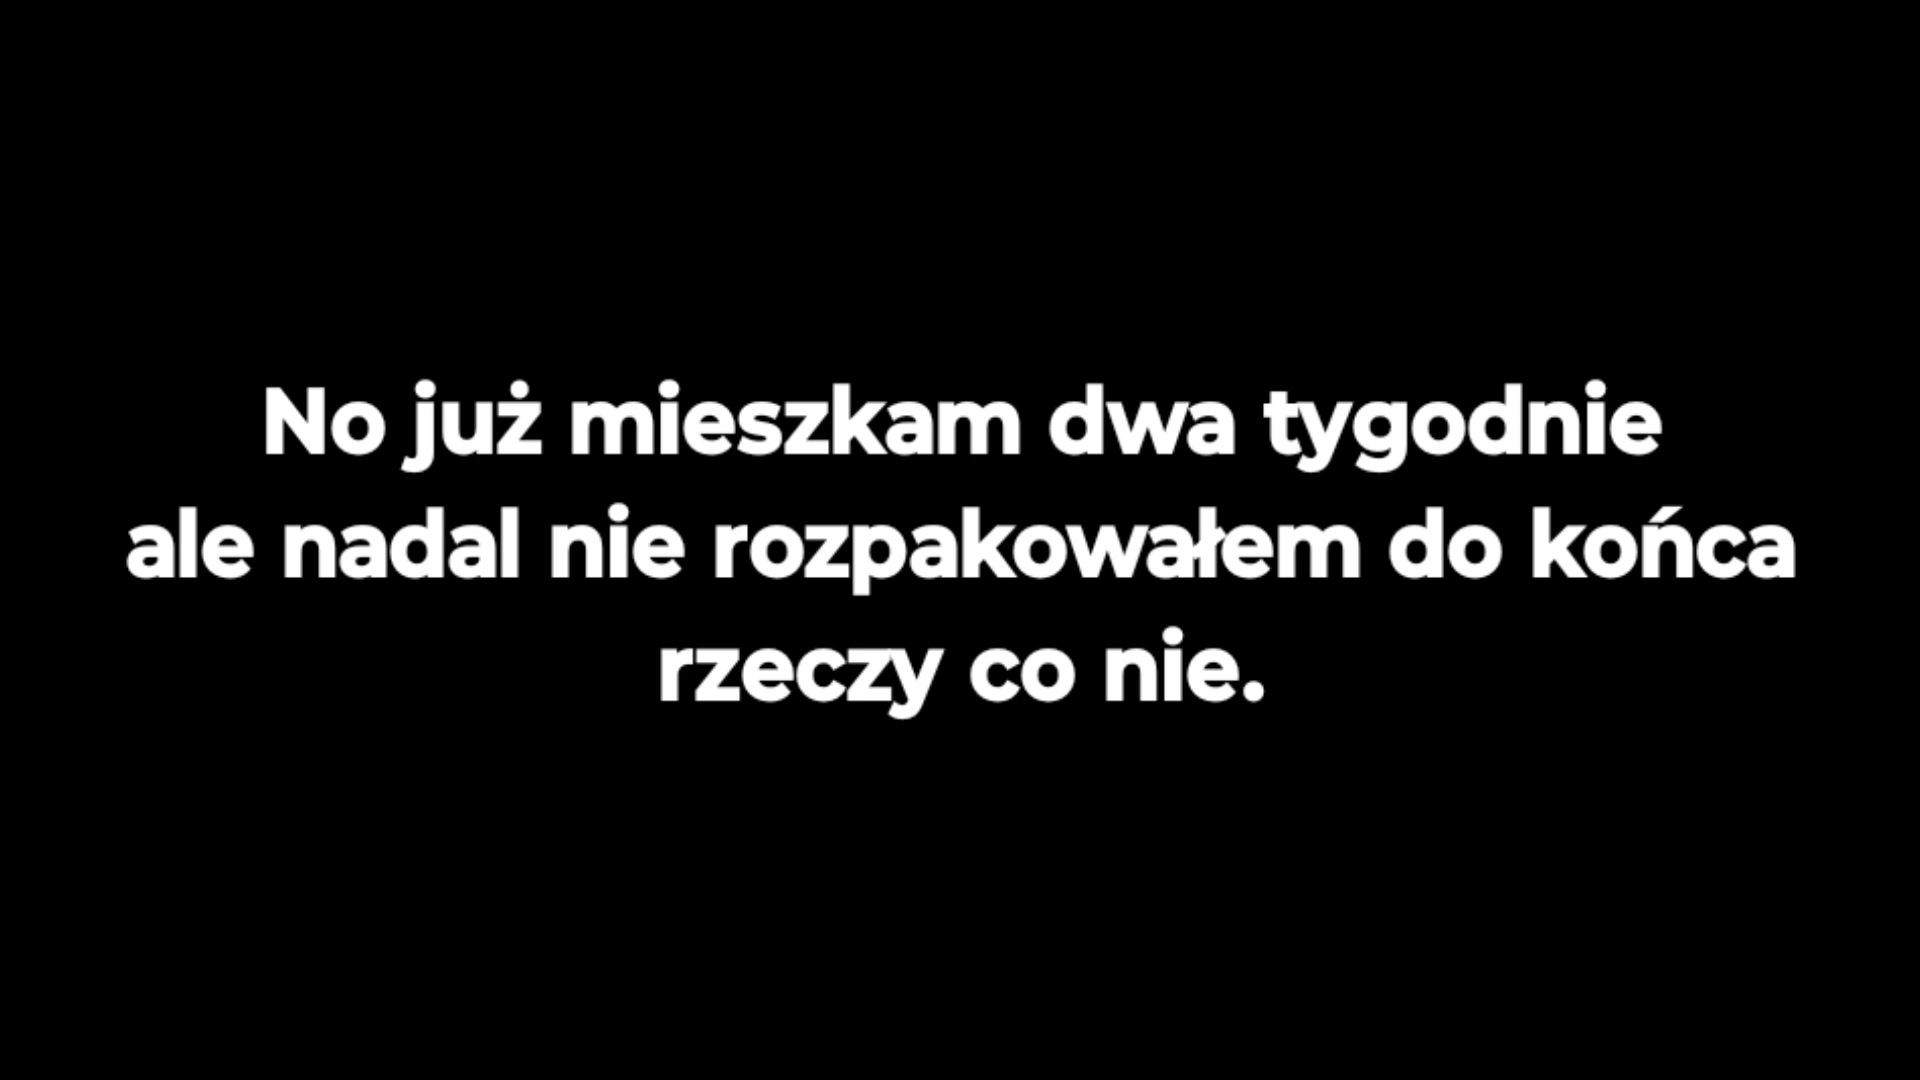 No już mieszkam dwa tygodnie
ale nadal nie rozpakowałem do końca
rzeczy co nie.